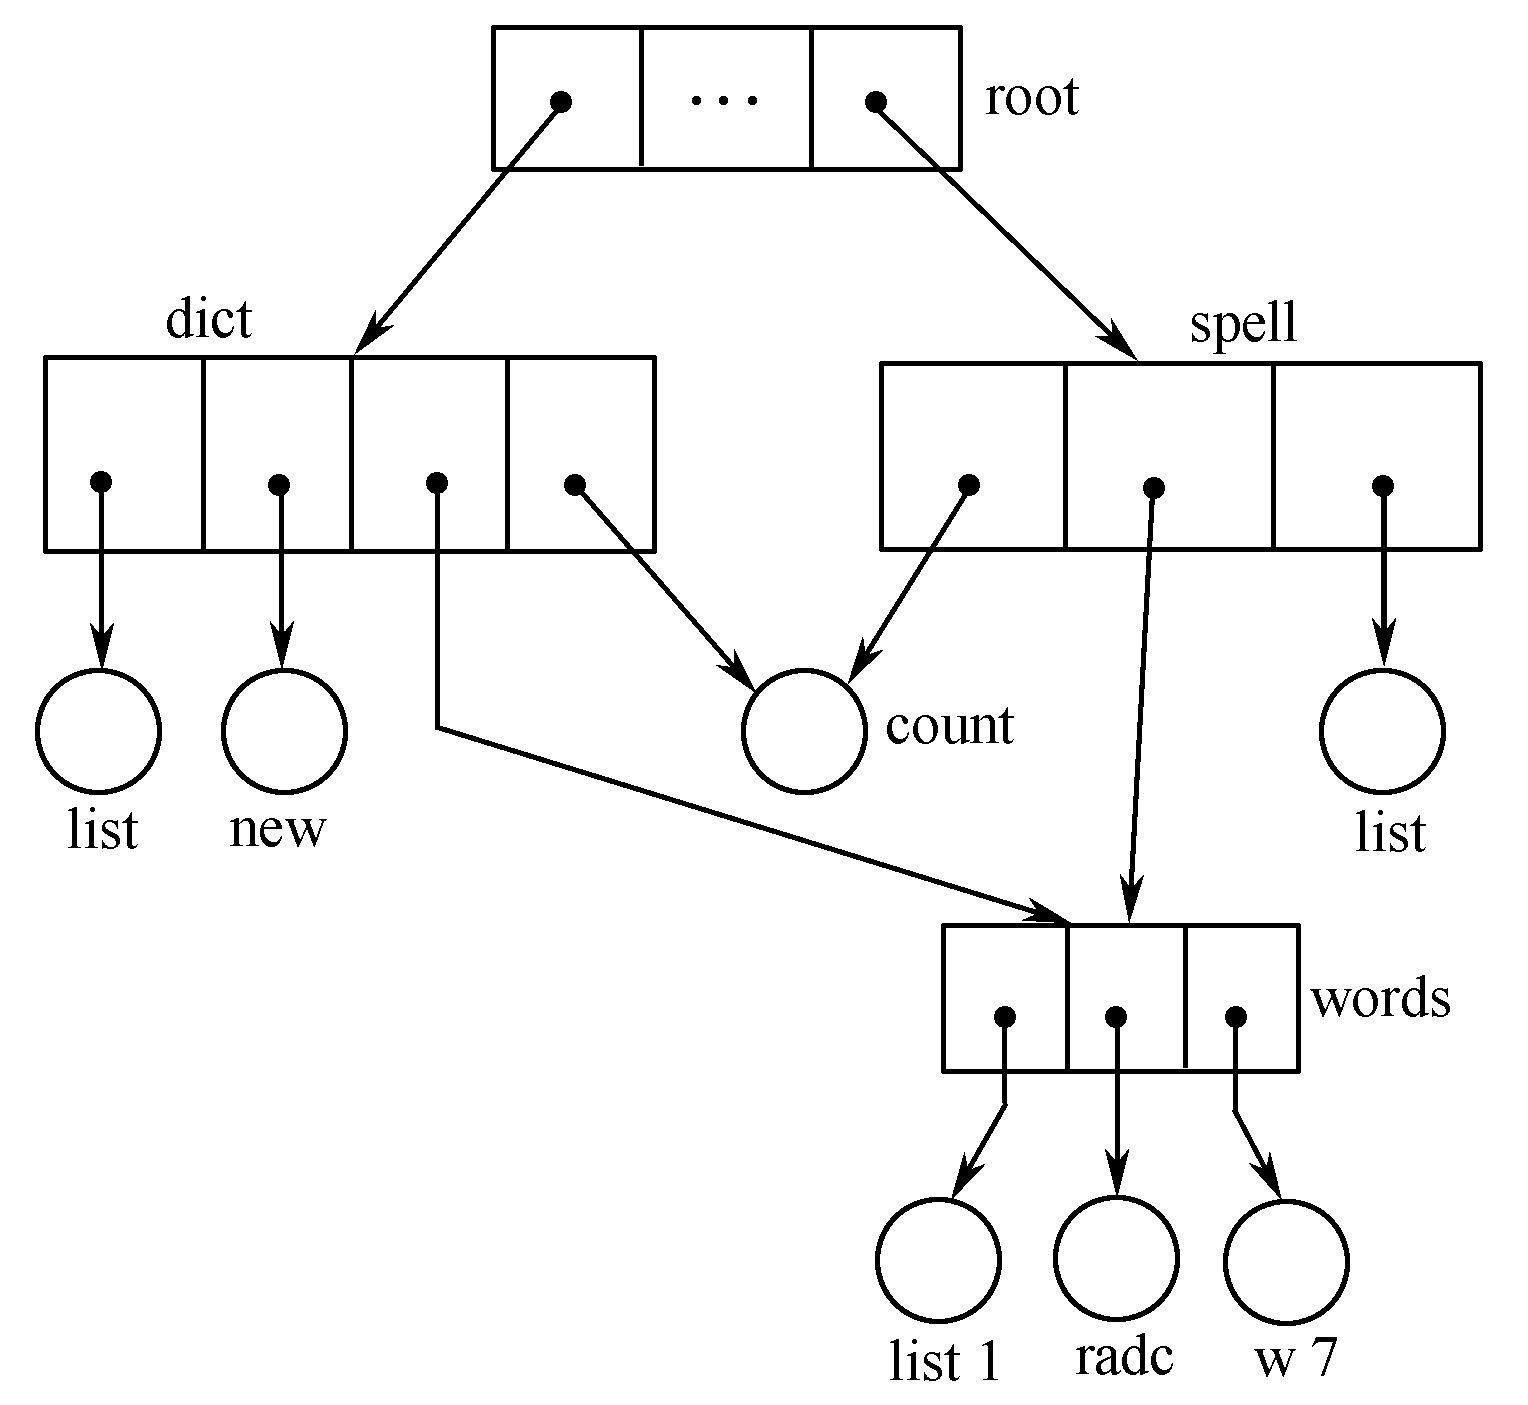 root
dict
spell
count
list
new
list
words
list 1
radc
w 7